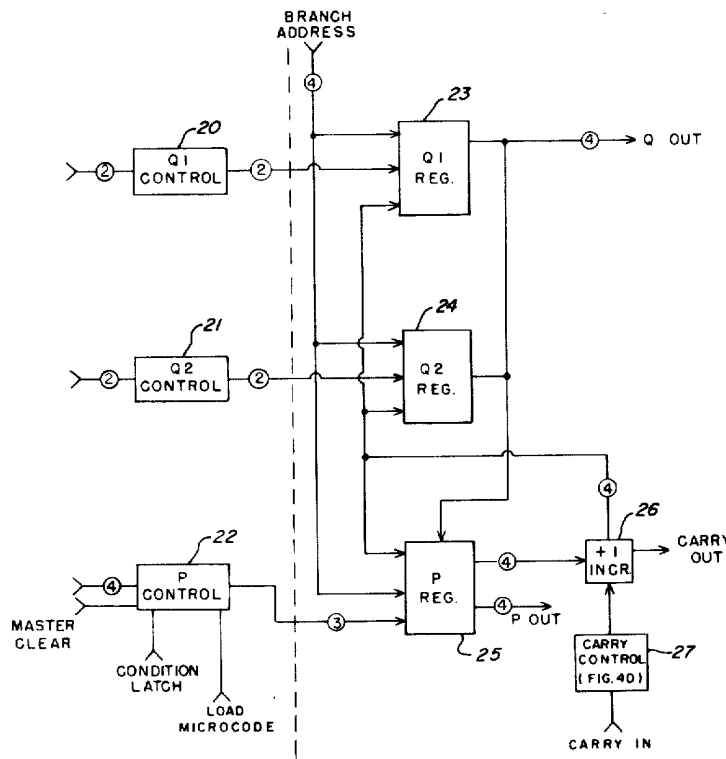 BRANCH
ADDRESS
4
20
23
Q1
CONTROL
2
2
Q1
REG.
4
Q OUT
21
24
Q2
CONTROL
2
2
Q2
REG.
4
22
26
P
CONTROL
4
MASTER
CLEAR
3
P
REG.
4
+1
INCR.
CARRY
OUT
4
P OUT
25
CONDITION
LATCH
LOAD
MICROCODE
CARRY
CONTROL
(FIG. 4D)
27
CARRY IN